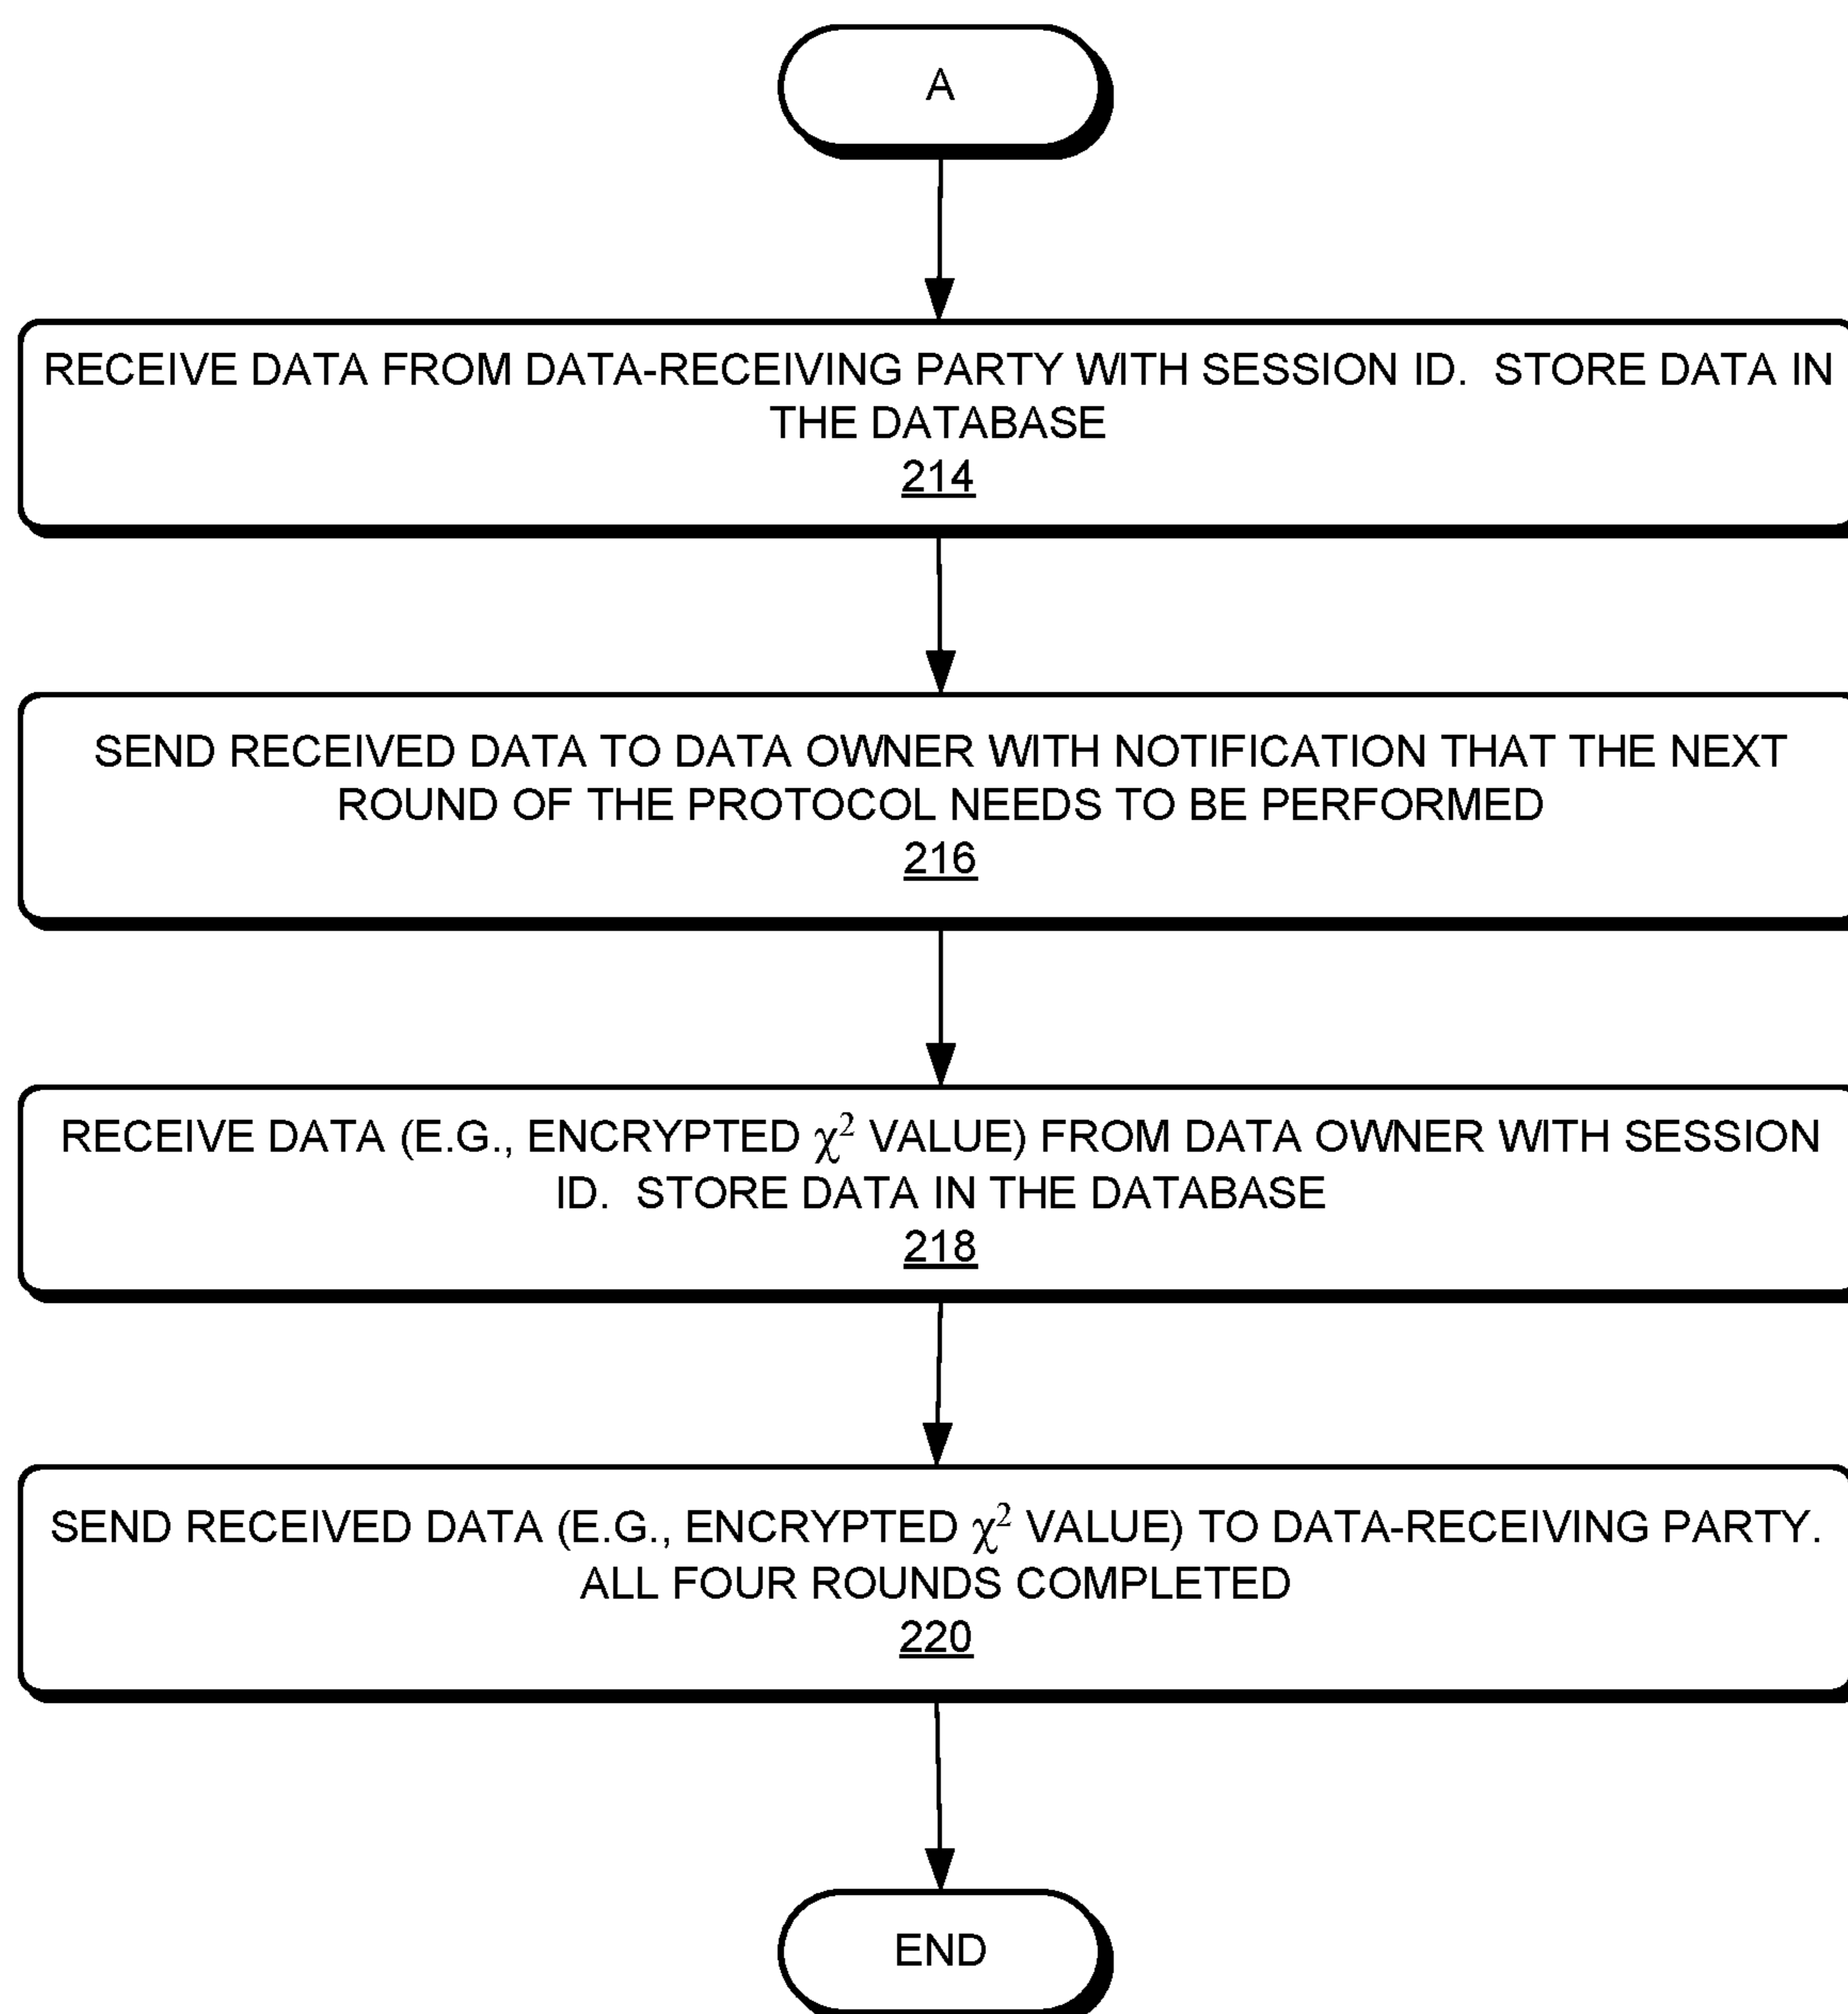 A
RECEIVE DATA FROM DATA-RECEIVING PARTY WITH SESSION ID.  STORE DATA IN
THE DATABASE
214
SEND RECEIVED DATA TO DATA OWNER WITH NOTIFICATION THAT THE NEXT
ROUND OF THE PROTOCOL NEEDS TO BE PERFORMED
216
RECEIVE DATA (E.G., ENCRYPTED χ² VALUE) FROM DATA OWNER WITH SESSION
ID.  STORE DATA IN THE DATABASE
218
SEND RECEIVED DATA (E.G., ENCRYPTED χ² VALUE) TO DATA-RECEIVING PARTY.
ALL FOUR ROUNDS COMPLETED
220
END